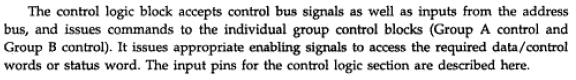 The control logic block accepts control bus signals as well as inputs from the address
bus, and issues commands to the individual group control blocks (Group A control and
Group B control). It issues appropriate enabling signals to access the required data/control
words or status word. The input pins for the control logic section are described here.